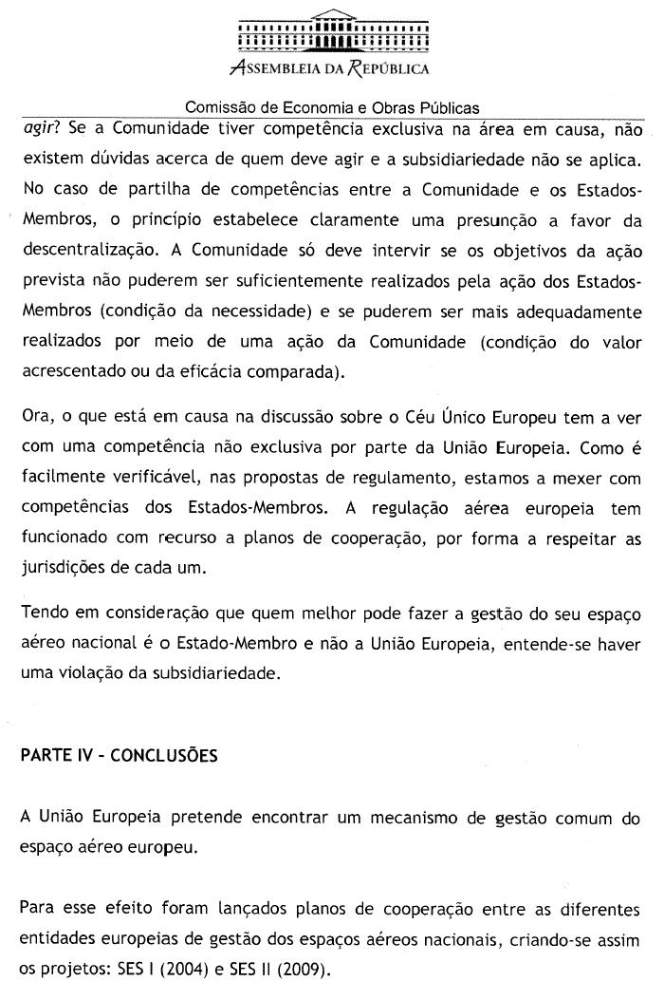 ASSEMBLEIA DA REPÚBLICA
Comissão de Economia e Obras Públicas
agir? Se a Comunidade tiver competência exclusiva na área em causa, não
existem dúvidas acerca de quem deve agir e a subsidiariedade não se aplica.
No caso de partilha de competências entre a Comunidade e os Estados-
Membros, o princípio estabelece claramente uma presunção a favor da
descentralização. A Comunidade só deve intervir se os objetivos da ação
prevista não puderem ser suficientemente realizados pela ação dos Estados-
Membros (condição da necessidade) e se puderem ser mais adequadamente
realizados por meio de uma ação da Comunidade (condição do valor
acrescentado ou da eficácia comparada).
Ora, o que está em causa na discussão sobre o Céu Único Europeu tem a ver
com uma competência não exclusiva por parte da União Europeia. Como é
facilmente verificável, nas propostas de regulamento, estamos a mexer com
competências dos Estados-Membros. A regulação aérea europeia tem
funcionado com recurso a planos de cooperação, por forma a respeitar as
jurisdições de cada um.
Tendo em consideração que quem melhor pode fazer a gestão do seu espaço
aéreo nacional é o Estado-Membro e não a União Europeia, entende-se haver
uma violação da subsidiariedade.
PARTE IV - CONCLUSÕES
A União Europeia pretende encontrar um mecanismo de gestão comum do
espaço aéreo europeu.
Para esse efeito foram lançados planos de cooperação entre as diferentes
entidades europeias de gestão dos espaços aéreos nacionais, criando-se assim
os projetos: SES I (2004) e SES II (2009).